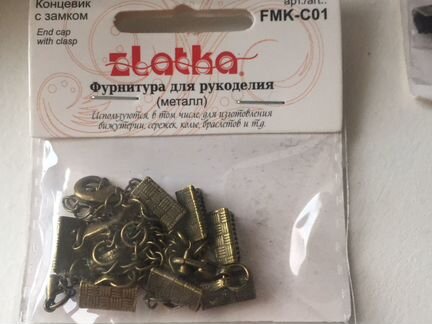 Концевик
с замком
End cap
with clasp
арт./art.:
FMK-C01
zlatka
Фурнитура для рукоделия
(металл)
Используются, в том числе, для изготовления
бижутерии, сережек, колье, браслетов и т.д.